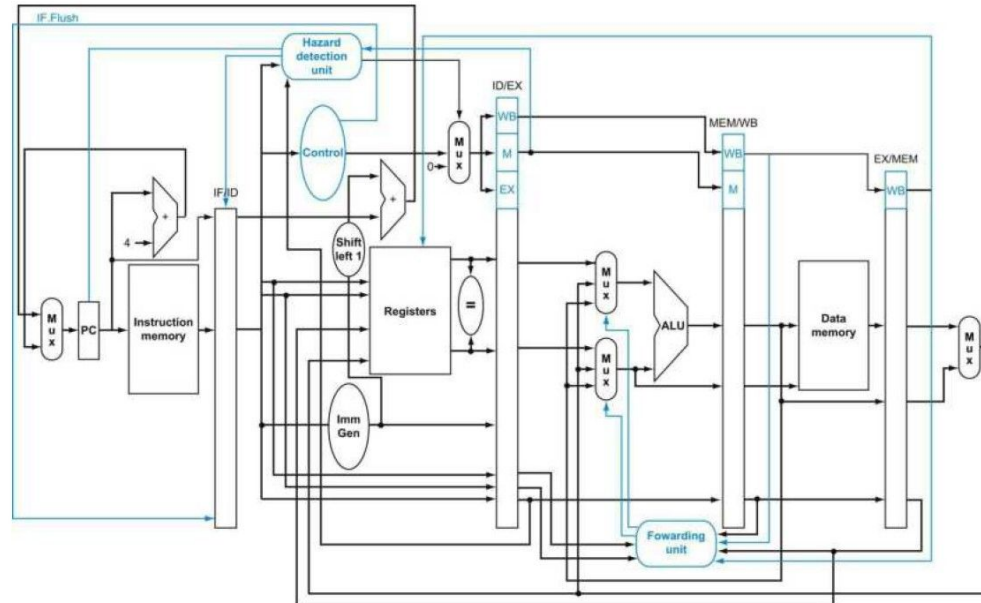 IF.Flush
Hazard
detection
unit
ID/EX
WB
MEM/WB
Control
M
u
x
M
WB
EX/MEM
0
IF/ID
EX
M
WB
+
+
4
Shift
left 1
M
u
x
M
u
x
PC
Instruction
memory
Registers
=
ALU
Data
memory
M
u
x
M
u
x
Imm
Gen
Fowarding
unit